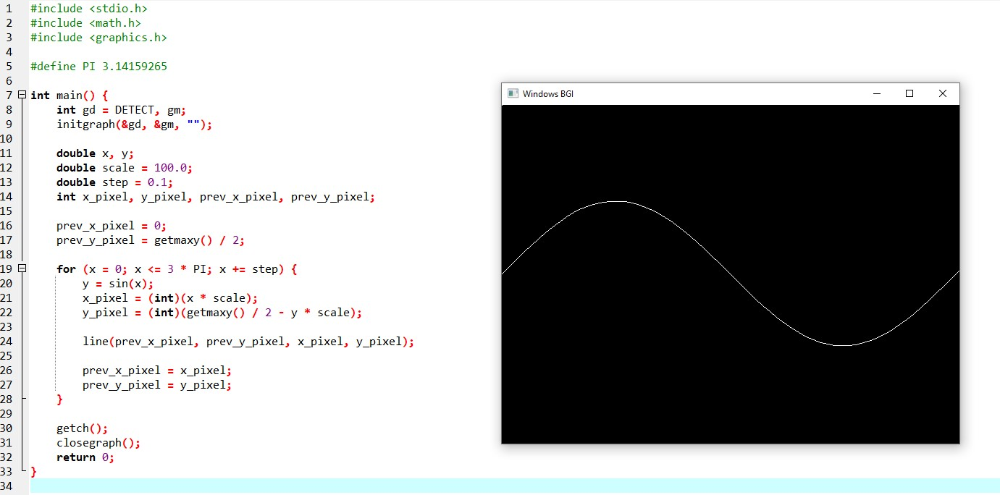 1 #include <stdio.h>
2 #include <math.h>
3 #include <graphics.h>
4
5 #define PI 3.14159265
6
7 int main() {
8     int gd = DETECT, gm;
9     initgraph(&gd, &gm, "");
10
11     double x, y;
12     double scale = 100.0;
13     double step = 0.1;
14     int x_pixel, y_pixel, prev_x_pixel, prev_y_pixel;
15
16     prev_x_pixel = 0;
17     prev_y_pixel = getmaxy() / 2;
18
19     for (x = 0; x <= 3 * PI; x += step) {
20         y = sin(x);
21         x_pixel = (int)(x * scale);
22         y_pixel = (int)(getmaxy() / 2 - y * scale);
23
24         line(prev_x_pixel, prev_y_pixel, x_pixel, y_pixel);
25
26         prev_x_pixel = x_pixel;
27         prev_y_pixel = y_pixel;
28     }
29
30     getch();
31     closegraph();
32     return 0;
33 }
34
Windows BGI